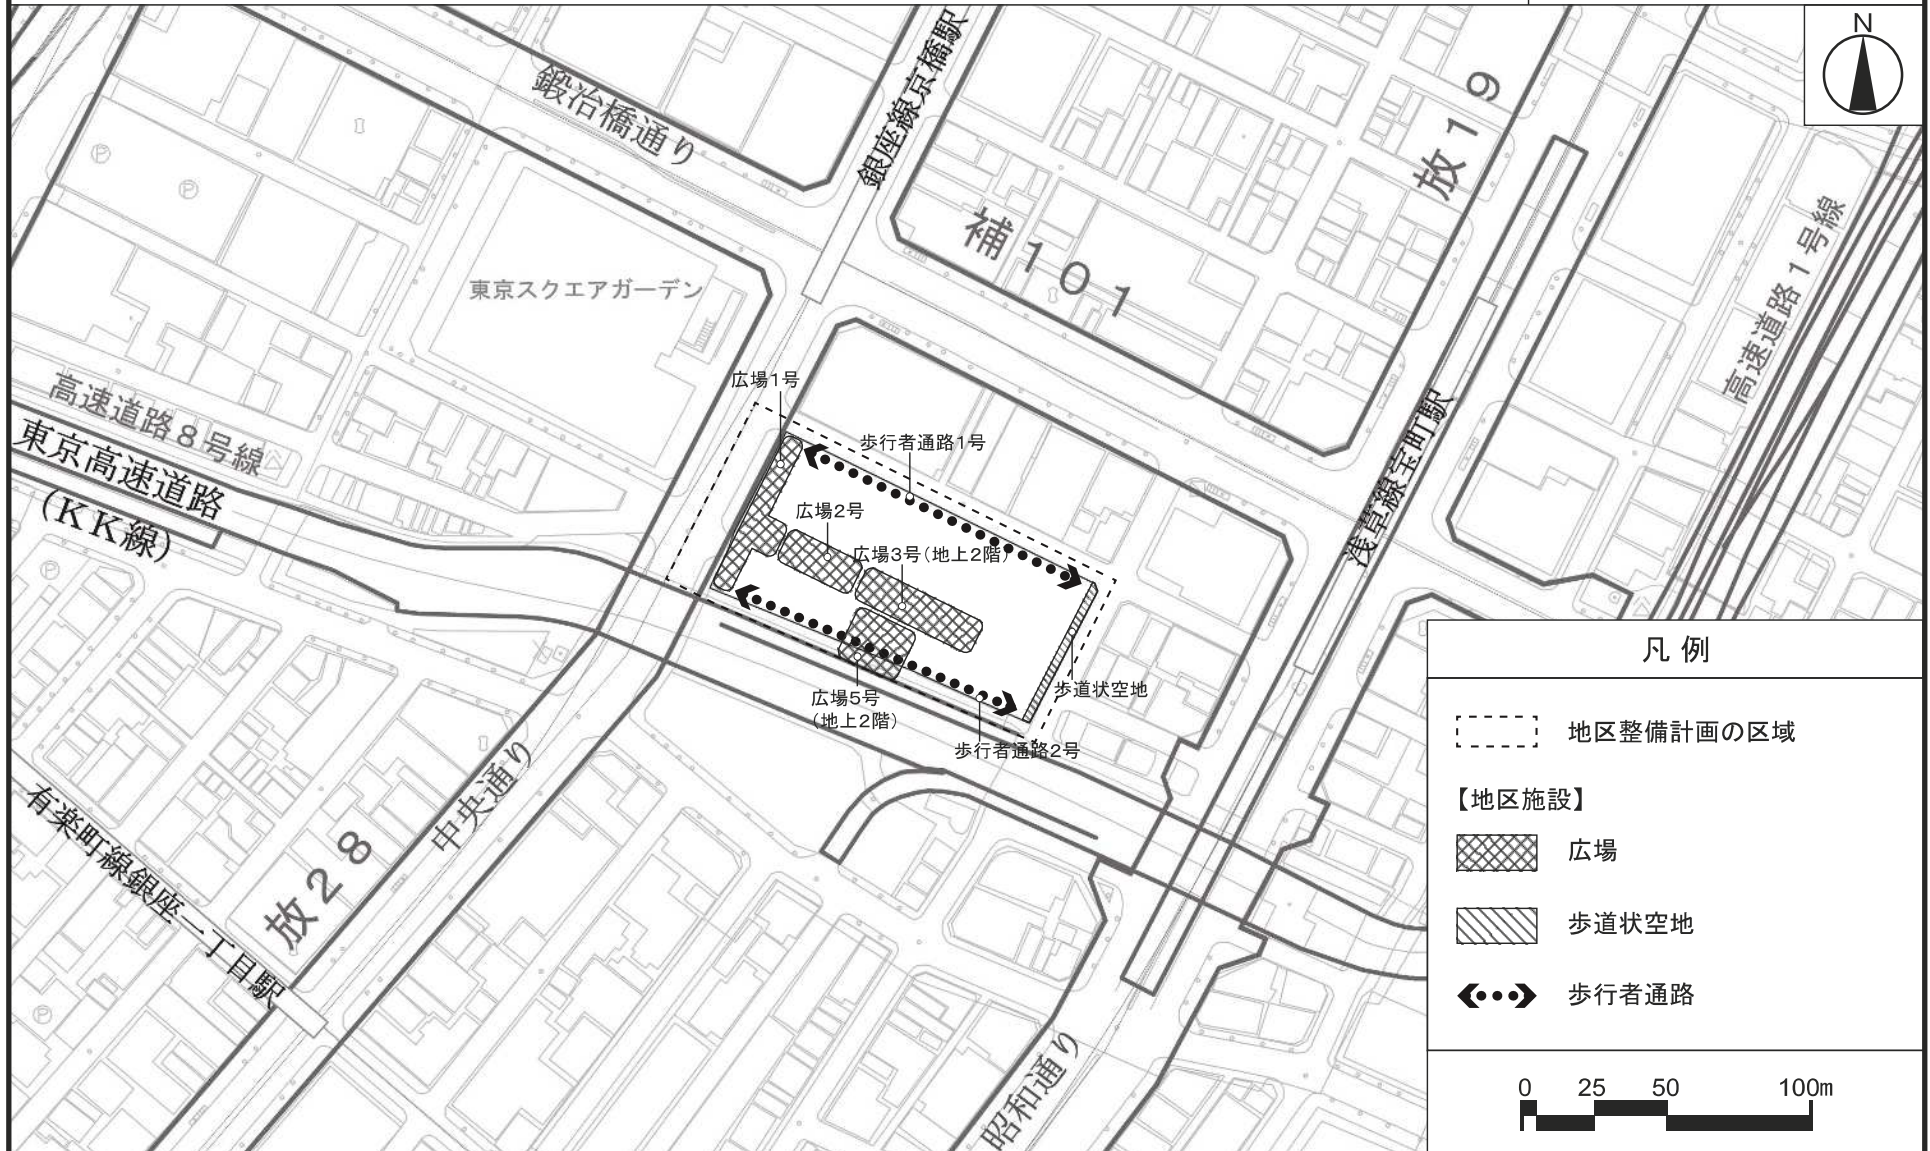 N
鍛冶橋通り
銀座線京橋駅
放19
補101
高速道路1号線
東京スクエアガーデン
広場1号
高速道路8号線
東京高速道路
(KK線)
歩行者通路1号
浅草線宝町駅
広場2号
広場3号(地上2階)
歩道状空地
広場5号
(地上2階)
歩行者通路2号
中央通り
有楽町線銀座一丁目駅
放28
昭和通り
凡例
地区整備計画の区域
【地区施設】
広場
歩道状空地
歩行者通路
0 25 50 100m
P
P
P
P